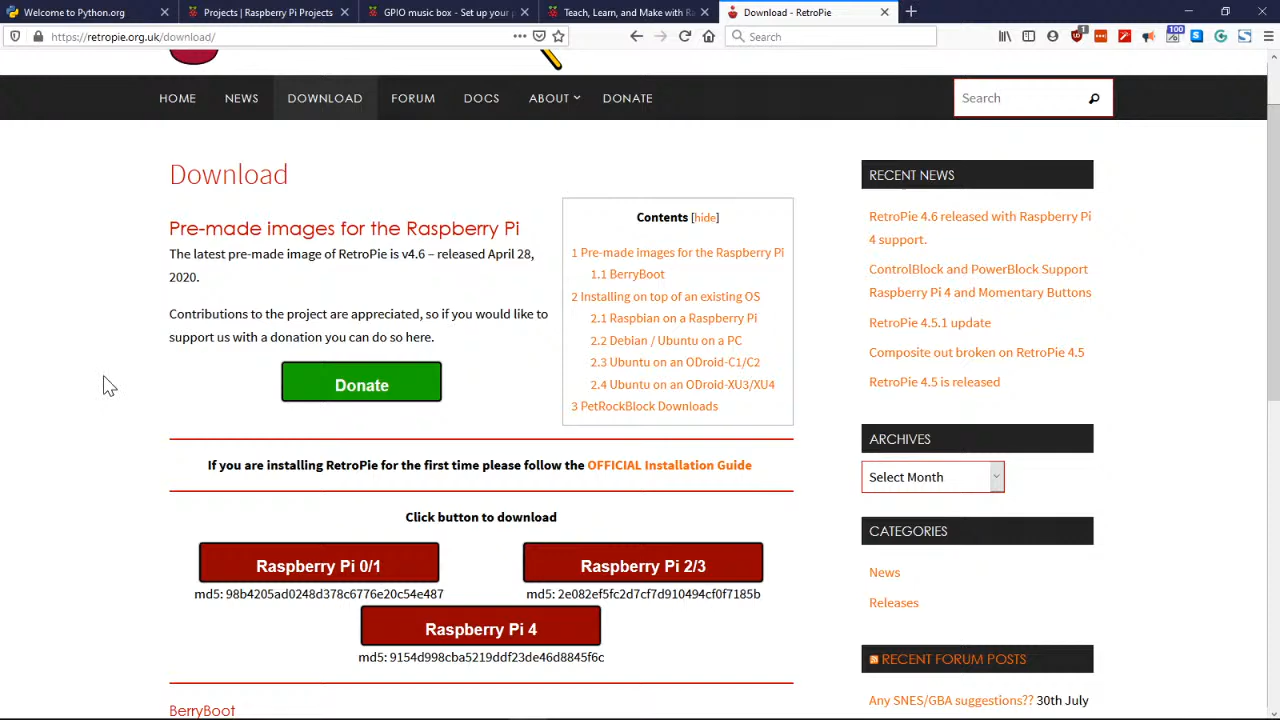 Welcome to Python.org
Projects | Raspberry Pi Projects
GPIO music box - Set up your p
Teach, Learn, and Make with Ra
Download - RetroPie
https://retropie.org.uk/download/
Search
1
100
HOME
NEWS
DOWNLOAD
FORUM
DOCS
ABOUT
DONATE
Search
Download
Pre-made images for the Raspberry Pi
The latest pre-made image of RetroPie is v4.6 – released April 28,
2020.
Contributions to the project are appreciated, so if you would like to
support us with a donation you can do so here.
Donate
Contents [hide]
1 Pre-made images for the Raspberry Pi
1.1 BerryBoot
2 Installing on top of an existing OS
2.1 Raspbian on a Raspberry Pi
2.2 Debian / Ubuntu on a PC
2.3 Ubuntu on an ODroid-C1/C2
2.4 Ubuntu on an ODroid-XU3/XU4
3 PetRockBlock Downloads
If you are installing RetroPie for the first time please follow the OFFICIAL Installation Guide
Click button to download
Raspberry Pi 0/1
md5: 98b4205ad0248d378c6776e20c54e487
Raspberry Pi 2/3
md5: 2e082ef5fc2d7cf7d910494cf0f7185b
Raspberry Pi 4
md5: 9154d998cba5219ddf23de46d8845f6c
BerryBoot
RECENT NEWS
RetroPie 4.6 released with Raspberry Pi
4 support.
ControlBlock and PowerBlock Support
Raspberry Pi 4 and Momentary Buttons
RetroPie 4.5.1 update
Composite out broken on RetroPie 4.5
RetroPie 4.5 is released
ARCHIVES
Select Month
CATEGORIES
News
Releases
RECENT FORUM POSTS
Any SNES/GBA suggestions?? 30th July